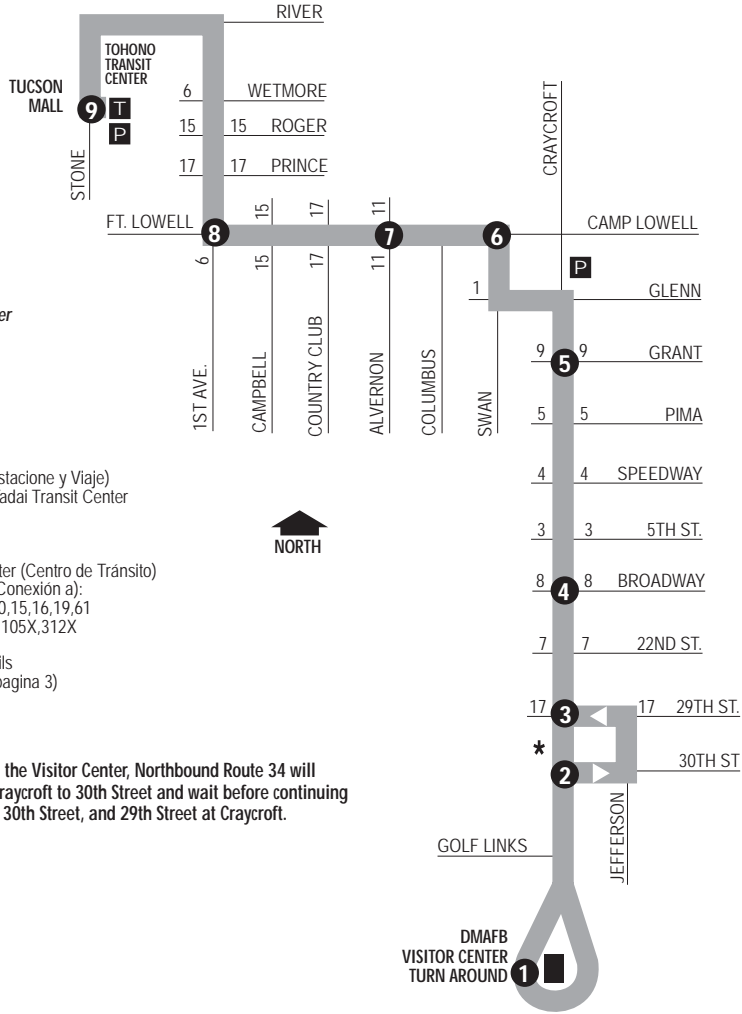 RIVER
TOHONO
TRANSIT
CENTER
TUCSON
MALL
9
T
P
STONE
6 WETMORE
15 15 ROGER
17 17 PRINCE
CRAYCROFT
FT. LOWELL
8
15
17
11
7
6
CAMP LOWELL
6
15
17
11
1
P
GLENN
1ST AVE.
CAMPBELL
COUNTRY CLUB
ALVERNON
COLUMBUS
SWAN
9 5 9 GRANT
5 5 PIMA
4 4 SPEEDWAY
3 3 5TH ST.
8 4 8 BROADWAY
7 7 22ND ST.
17 3 17 29TH ST.
*
2 30TH ST
JEFFERSON
GOLF LINKS
DMAFB
VISITOR CENTER
TURN AROUND
1
NORTH
er
stacione y Viaje)
adai Transit Center
ter (Centro de Tránsito)
Conexión a):
0,15,16,19,61
105X,312X
ils
pagina 3)
the Visitor Center, Northbound Route 34 will
raycroft to 30th Street and wait before continuing
30th Street, and 29th Street at Craycroft.